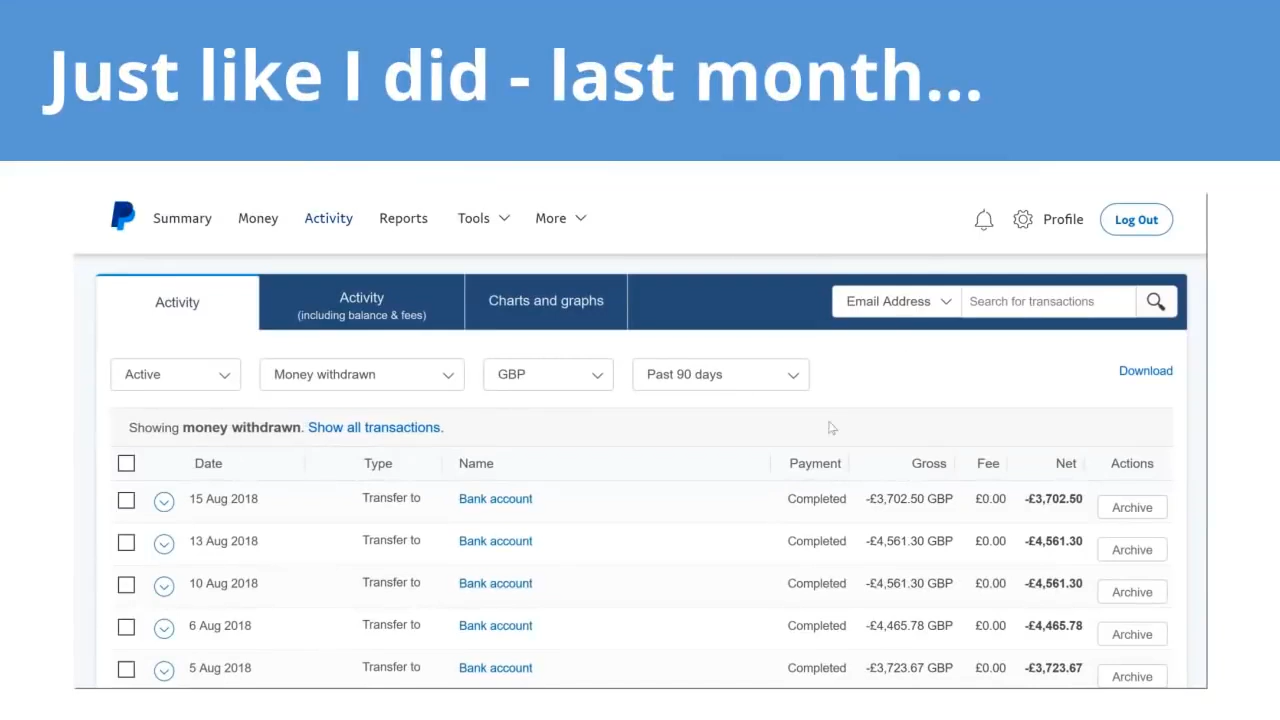 Just like I did - last month...
Summary Money Activity Reports Tools More Profile Log Out
Activity Activity (including balance & fees) Charts and graphs Email Address Search for transactions
Active Money withdrawn GBP Past 90 days Download
Showing money withdrawn. Show all transactions.
Date Type Name Payment Gross Fee Net Actions
15 Aug 2018 Transfer to Bank account Completed -£3,702.50 GBP £0.00 -£3,702.50 Archive
13 Aug 2018 Transfer to Bank account Completed -£4,561.30 GBP £0.00 -£4,561.30 Archive
10 Aug 2018 Transfer to Bank account Completed -£4,561.30 GBP £0.00 -£4,561.30 Archive
6 Aug 2018 Transfer to Bank account Completed -£4,465.78 GBP £0.00 -£4,465.78 Archive
5 Aug 2018 Transfer to Bank account Completed -£3,723.67 GBP £0.00 -£3,723.67 Archive